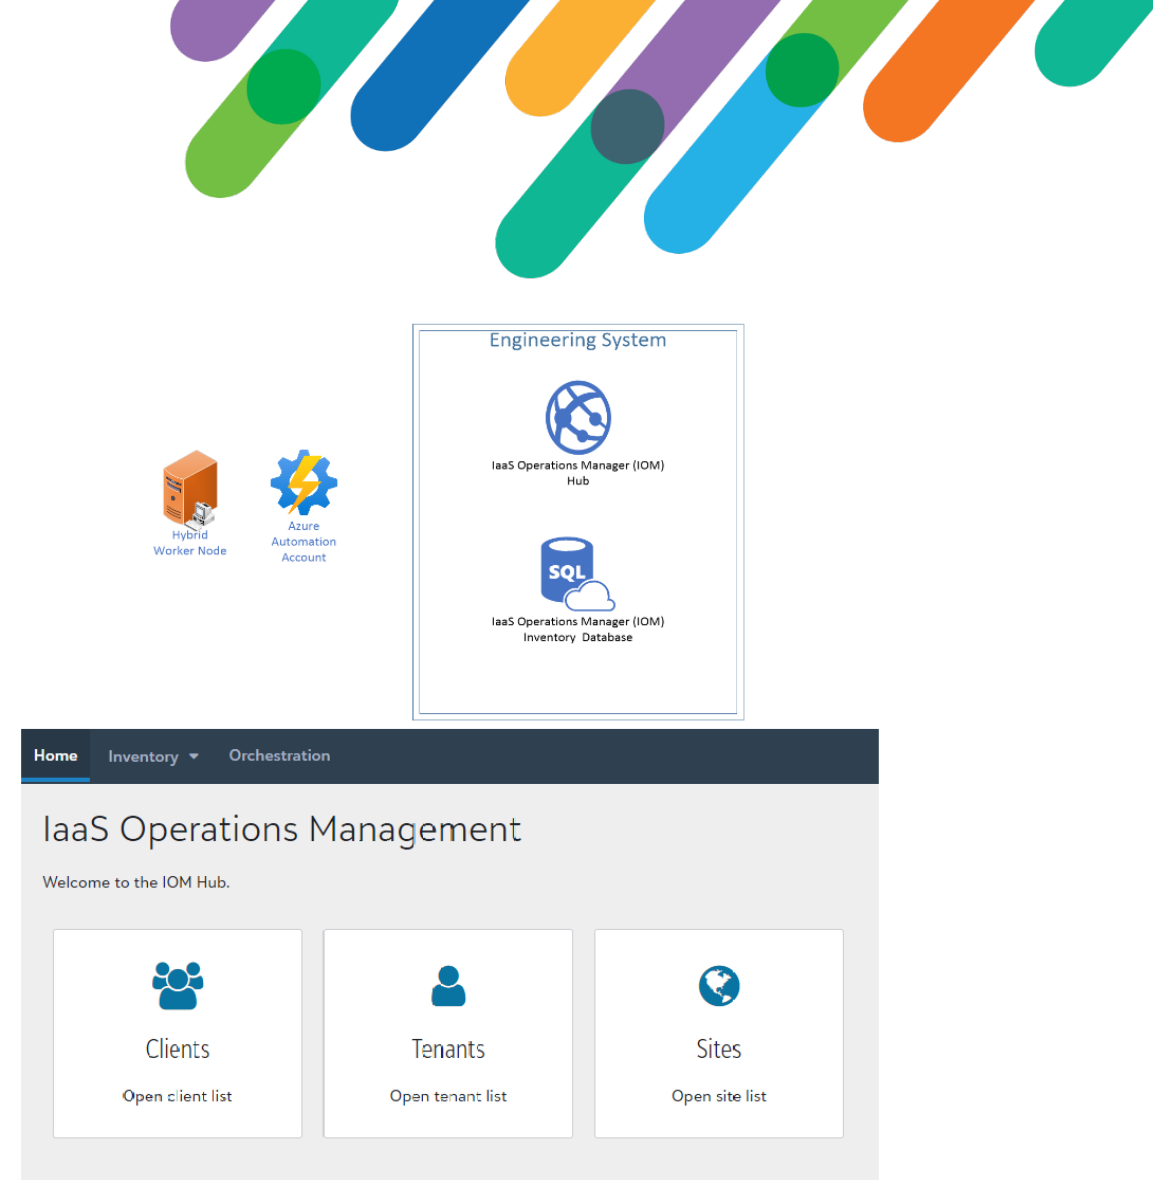 Engineering System
IaaS Operations Manager (IOM)
Hub
Hybrid
Worker Node
Azure
Automation
Account
SQL
IaaS Operations Manager (IOM)
Inventory Database
Home Inventory Orchestration
IaaS Operations Management
Welcome to the IOM Hub.
Clients Tenants Sites
Open client list Open tenant list Open site list